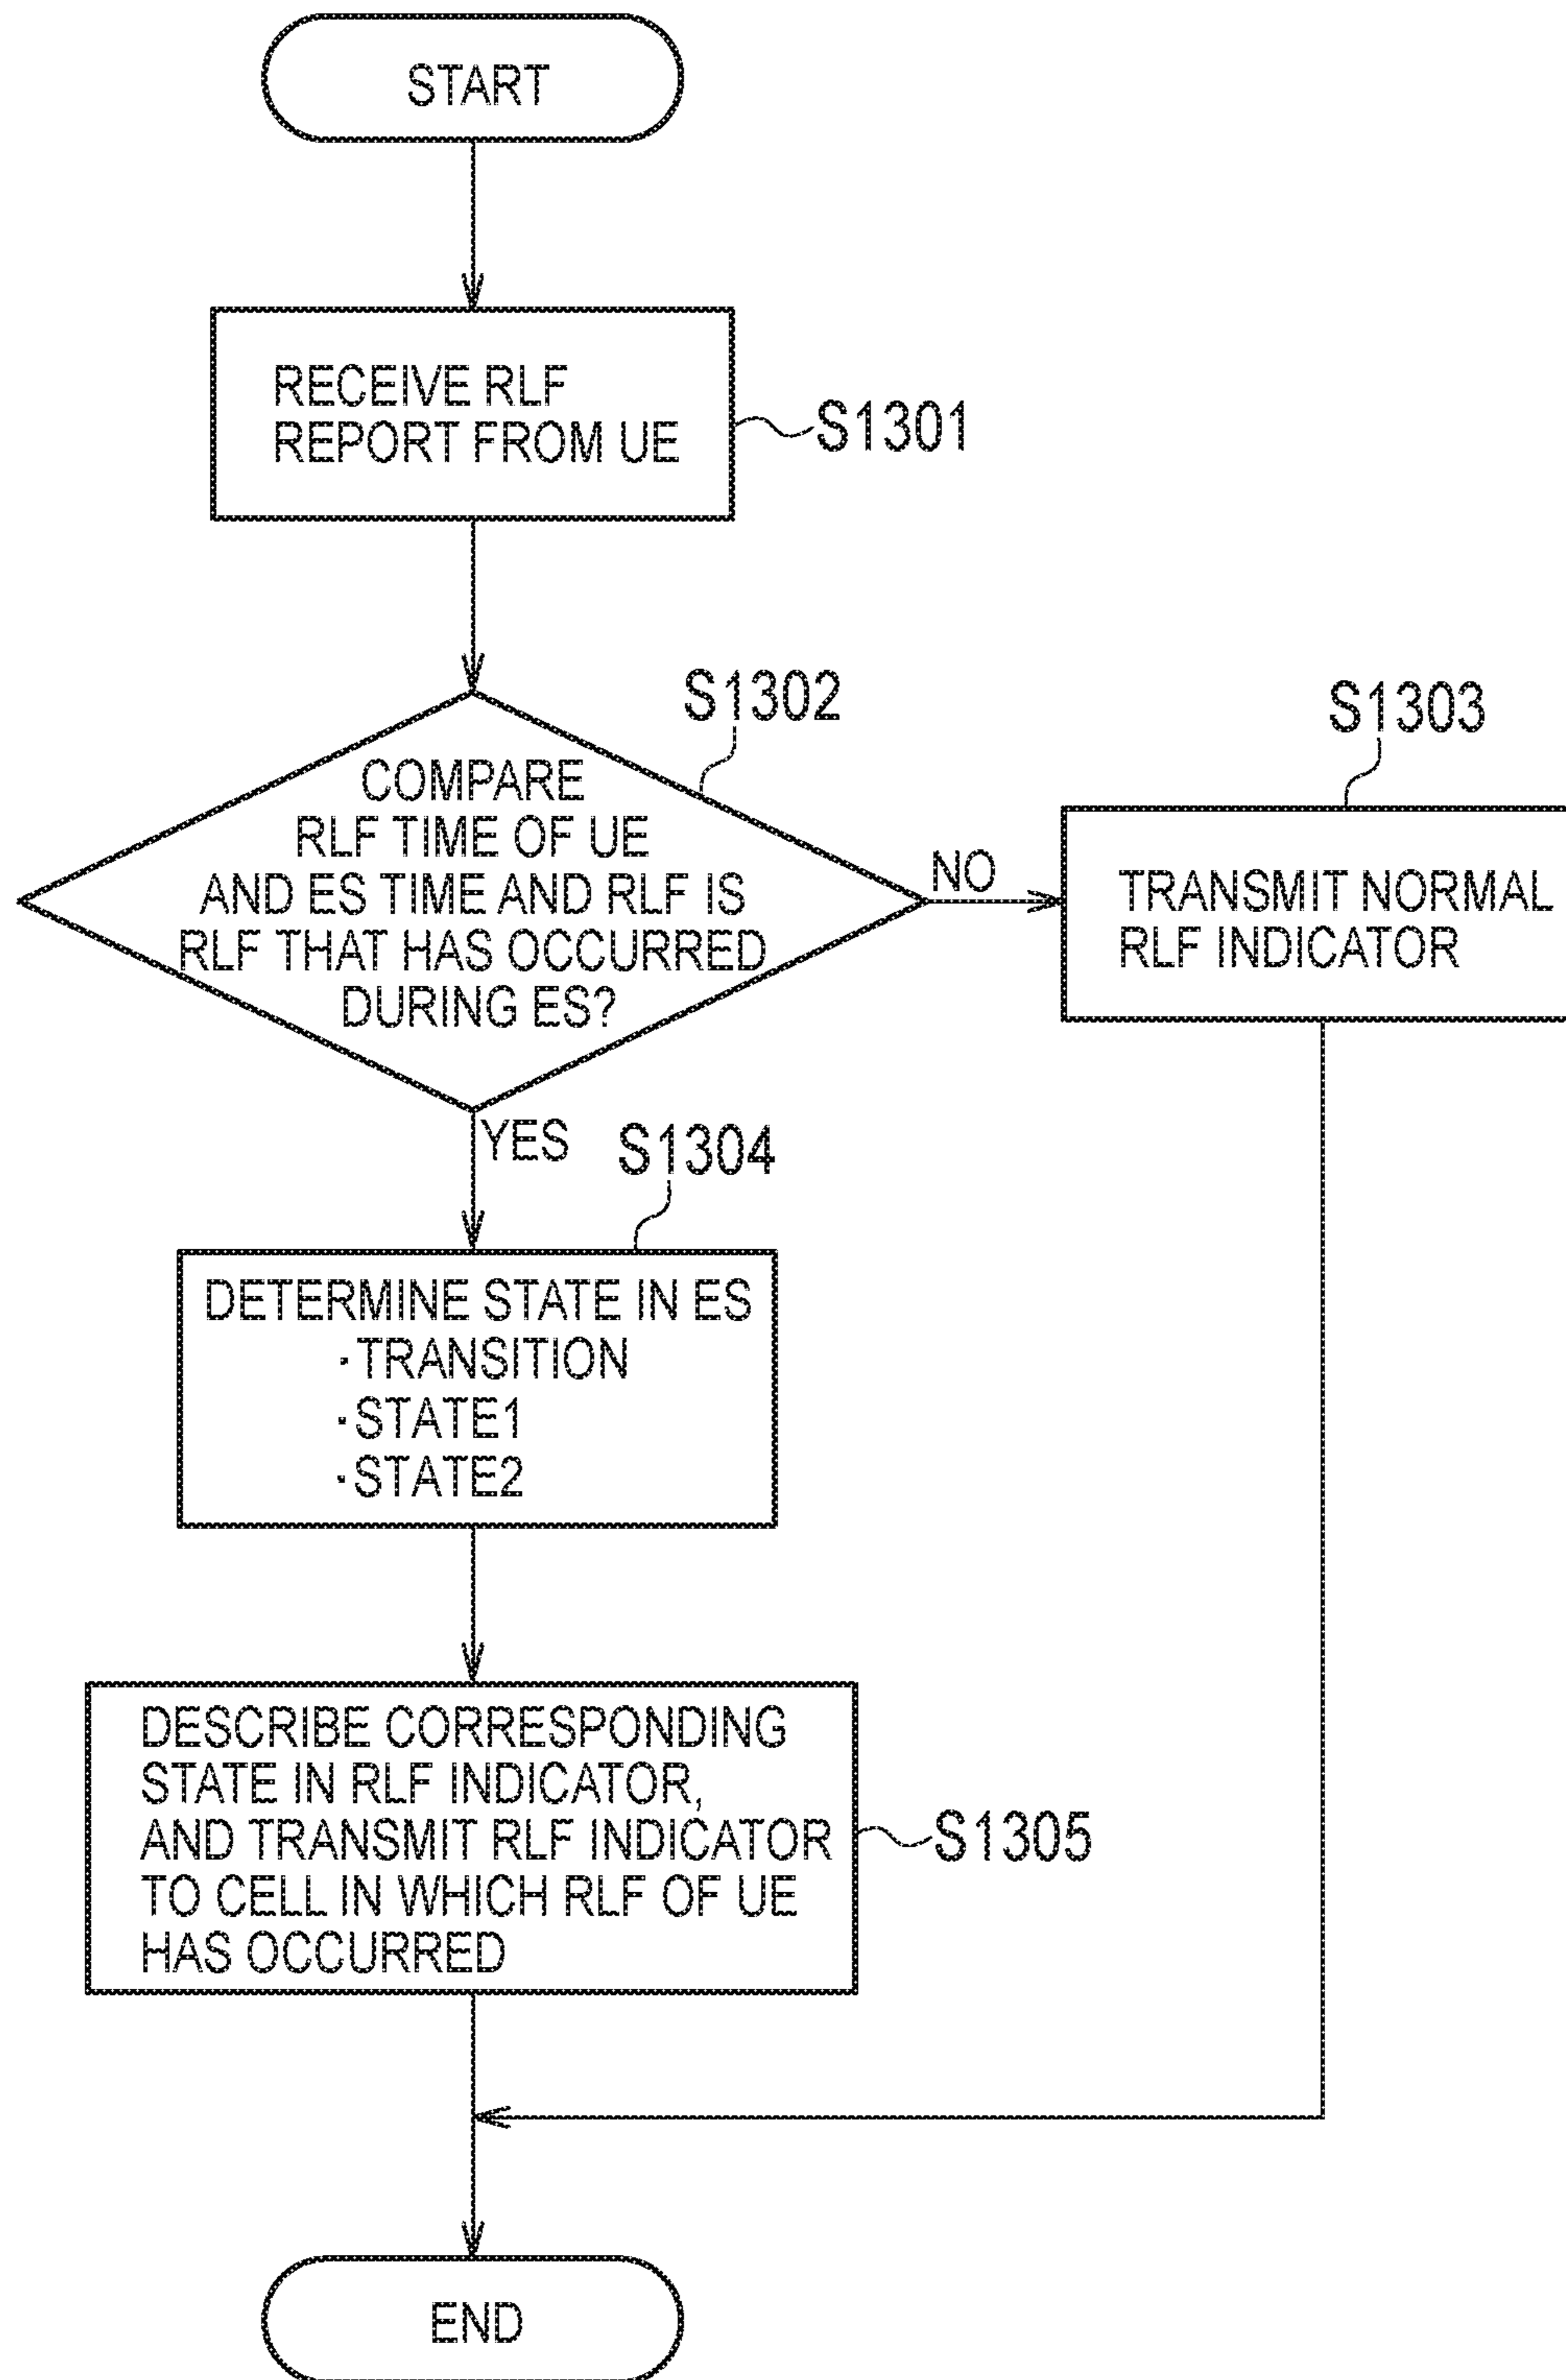 START
RECEIVE RLF
REPORT FROM UE
S1301
S1302
COMPARE
RLF TIME OF UE
AND ES TIME AND RLF IS
RLF THAT HAS OCCURRED
DURING ES?
NO
S1303
TRANSMIT NORMAL
RLF INDICATOR
YES
S1304
DETERMINE STATE IN ES
·TRANSITION
·STATE1
·STATE2
DESCRIBE CORRESPONDING
STATE IN RLF INDICATOR,
AND TRANSMIT RLF INDICATOR
TO CELL IN WHICH RLF OF UE
HAS OCCURRED
S1305
END